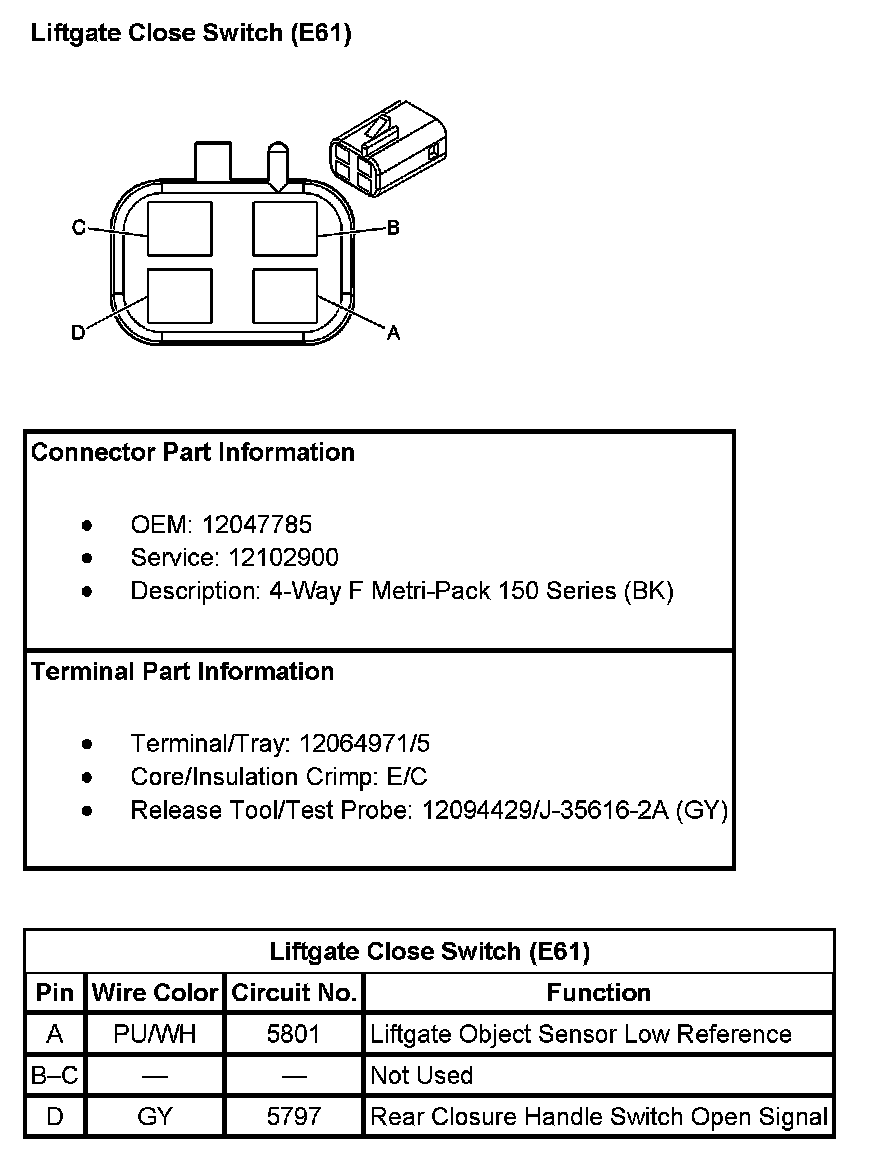 Liftgate Close Switch (E61)
C
B
D
A
Connector Part Information
● OEM: 12047785
● Service: 12102900
● Description: 4-Way F Metri-Pack 150 Series (BK)
Terminal Part Information
● Terminal/Tray: 12064971/5
● Core/Insulation Crimp: E/C
● Release Tool/Test Probe: 12094429/J-35616-2A (GY)
Liftgate Close Switch (E61)
Pin Wire Color Circuit No. Function
A PU/WH 5801 Liftgate Object Sensor Low Reference
B–C — — Not Used
D GY 5797 Rear Closure Handle Switch Open Signal